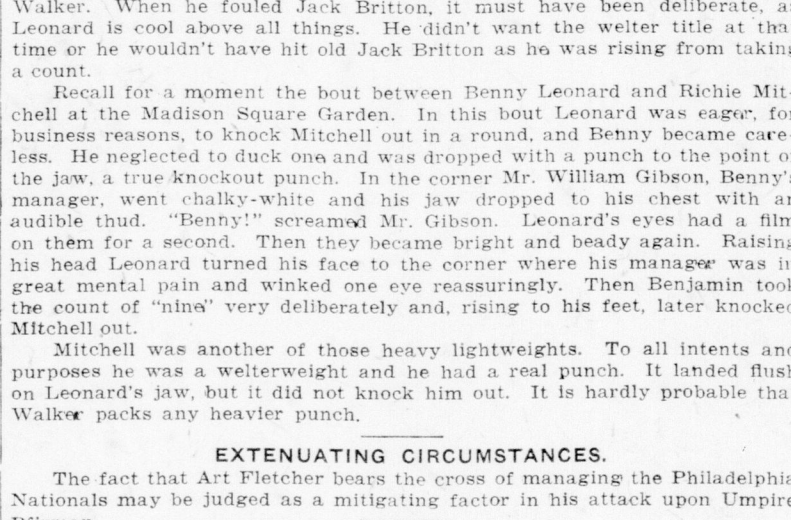 Walker. When he fouled Jack Britton, it must have been deliberate, a
Leonard is cool above all things. He didn't want the welter title at tha
time or he wouldn't have hit old Jack Britton as he was rising from takin
a count.
Recall for a moment the bout between Benny Leonard and Richie Mit-
chell at the Madison Square Garden. In this bout Leonard was eager, for
business reasons, to knock Mitchell out in a round, and Benny became care-
less. He neglected to duck one and was dropped with a punch to the point o
the jaw, a true knockout punch. In the corner Mr. William Gibson, Benny's
manager, went chalky-white and his jaw dropped to his chest with an
audible thud. "Benny!" screamed Mr. Gibson. Leonard's eyes had a film
on them for a second. Then they became bright and beady again. Raising
his head Leonard turned his face to the corner where his manager was in
great mental pain and winked one eye reassuringly. Then Benjamin took
the count of "nine" very deliberately and, rising to his feet, later knocked
Mitchell out.
Mitchell was another of those heavy lightweights. To all intents and
purposes he was a welterweight and he had a real punch. It landed flush
on Leonard's jaw, but it did not knock him out. It is hardly probable tha
Walker packs any heavier punch.
EXTENUATING CIRCUMSTANCES.
The fact that Art Fletcher bears the cross of managing the Philadelphia
Nationals may be judged as a mitigating factor in his attack upon Umpire